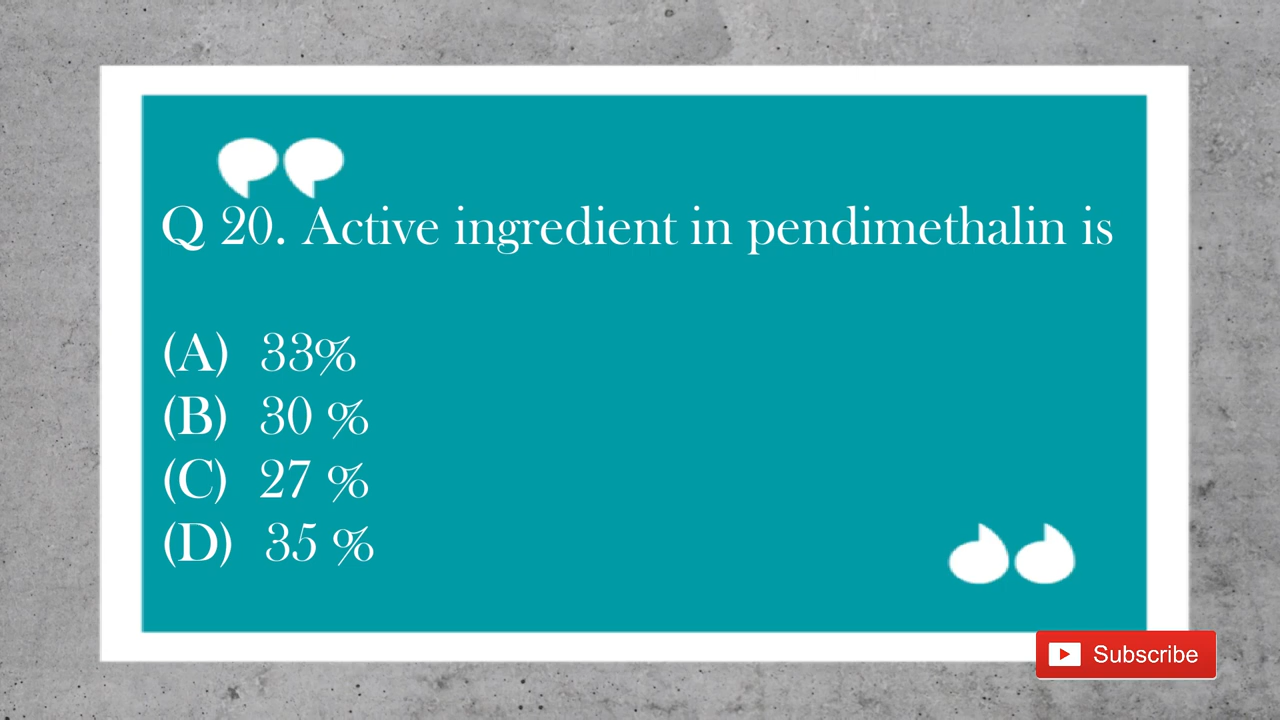 Q 20. Active ingredient in pendimethalin is
(A) 33%
(B) 30 %
(C) 27 %
(D) 35 %
Subscribe